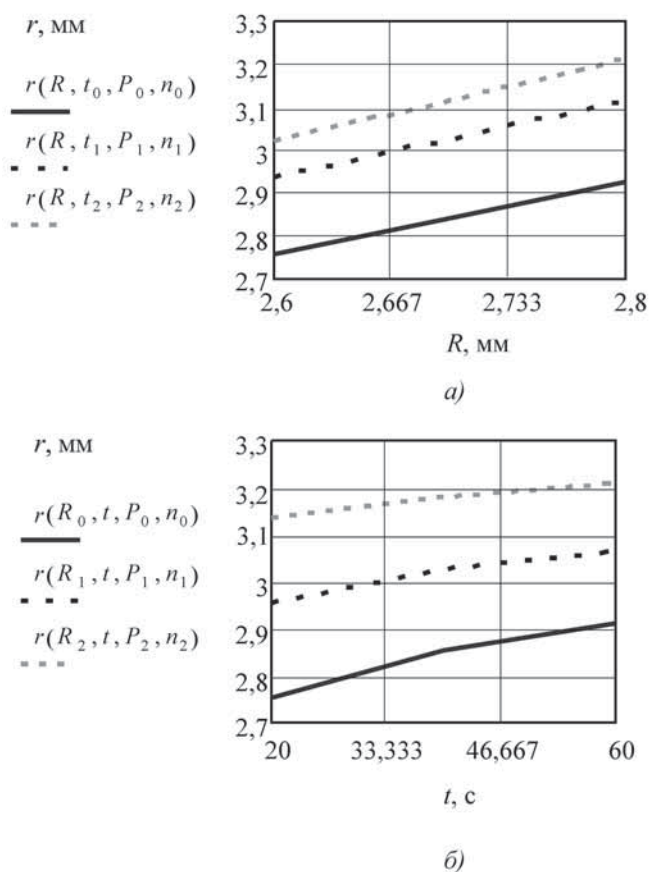 r, мм
r(R, t₀, P₀, n₀)
r(R, t₁, P₁, n₁)
r(R, t₂, P₂, n₂)
3,3
3,2
3,1
3
2,9
2,8
2,7
2,6 2,667 2,733 2,8
R, мм
а)
r, мм
r(R₀, t, P₀, n₀)
r(R₁, t, P₁, n₁)
r(R₂, t, P₂, n₂)
3,3
3,2
3,1
3
2,9
2,8
2,7
20 33,333 46,667 60
t, с
б)